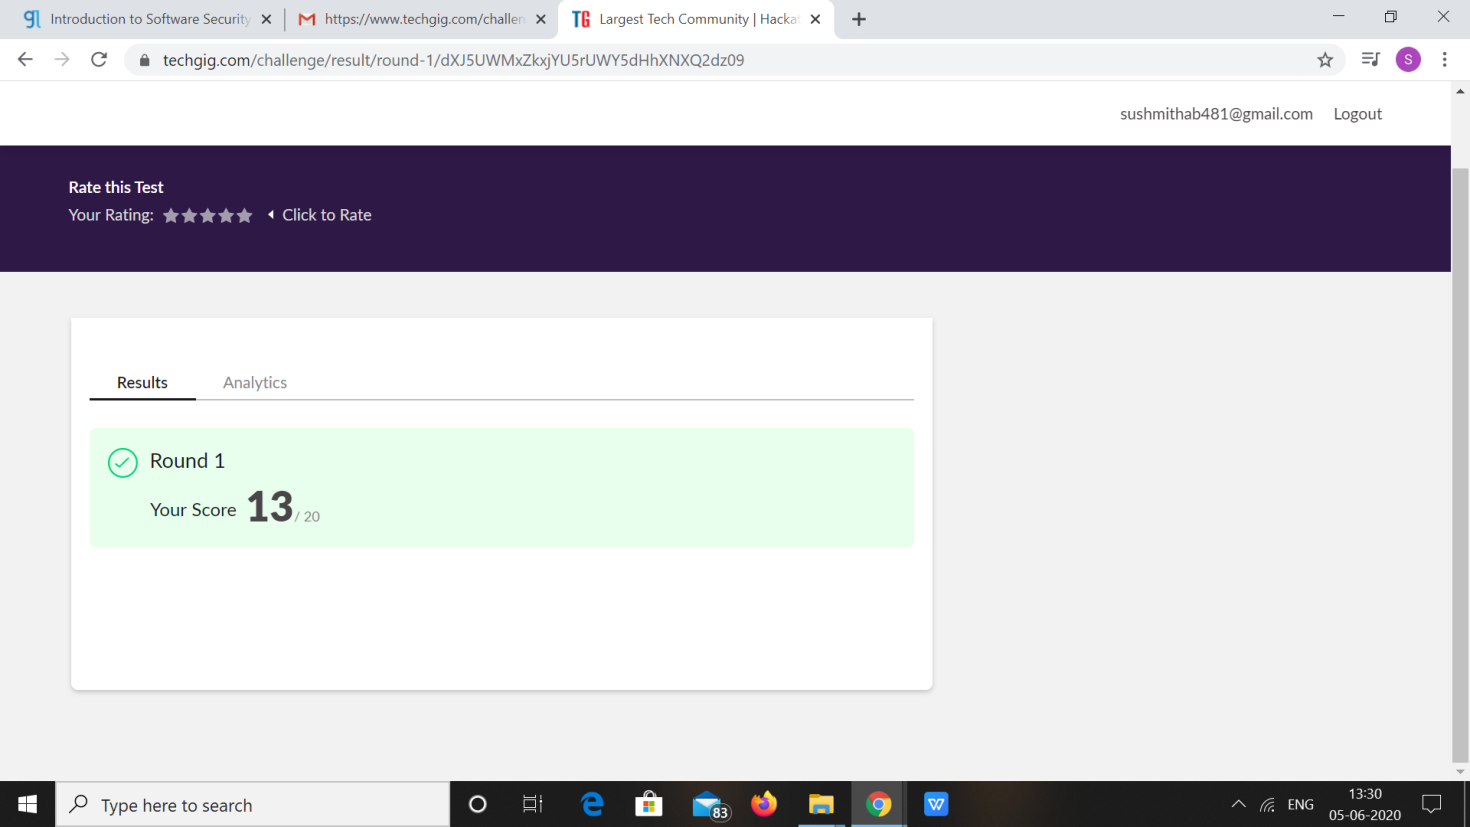 Introduction to Software Security
https://www.techgig.com/challen
TG Largest Tech Community | Hacka
techgig.com/challenge/result/round-1/dXJ5UWMxZkxjYU5rUWY5dHhXNXQ2dz09
S
sushmithab481@gmail.com Logout
Rate this Test
Your Rating: Click to Rate
Results Analytics
Round 1
Your Score 13 / 20
Type here to search
83
W
ENG
13:30
05-06-2020